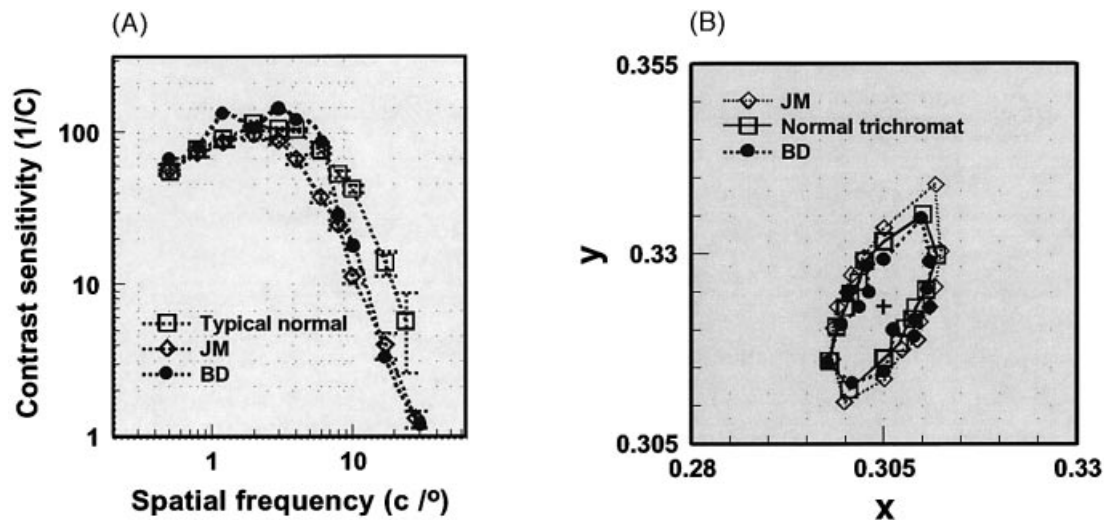 (A)
Contrast sensitivity (1/C)
100
10
1
Typical normal
JM
BD
1
10
Spatial frequency (c /º)
(B)
0.355
y
0.33
0.305
JM
Normal trichromat
BD
0.28
0.305
0.33
x